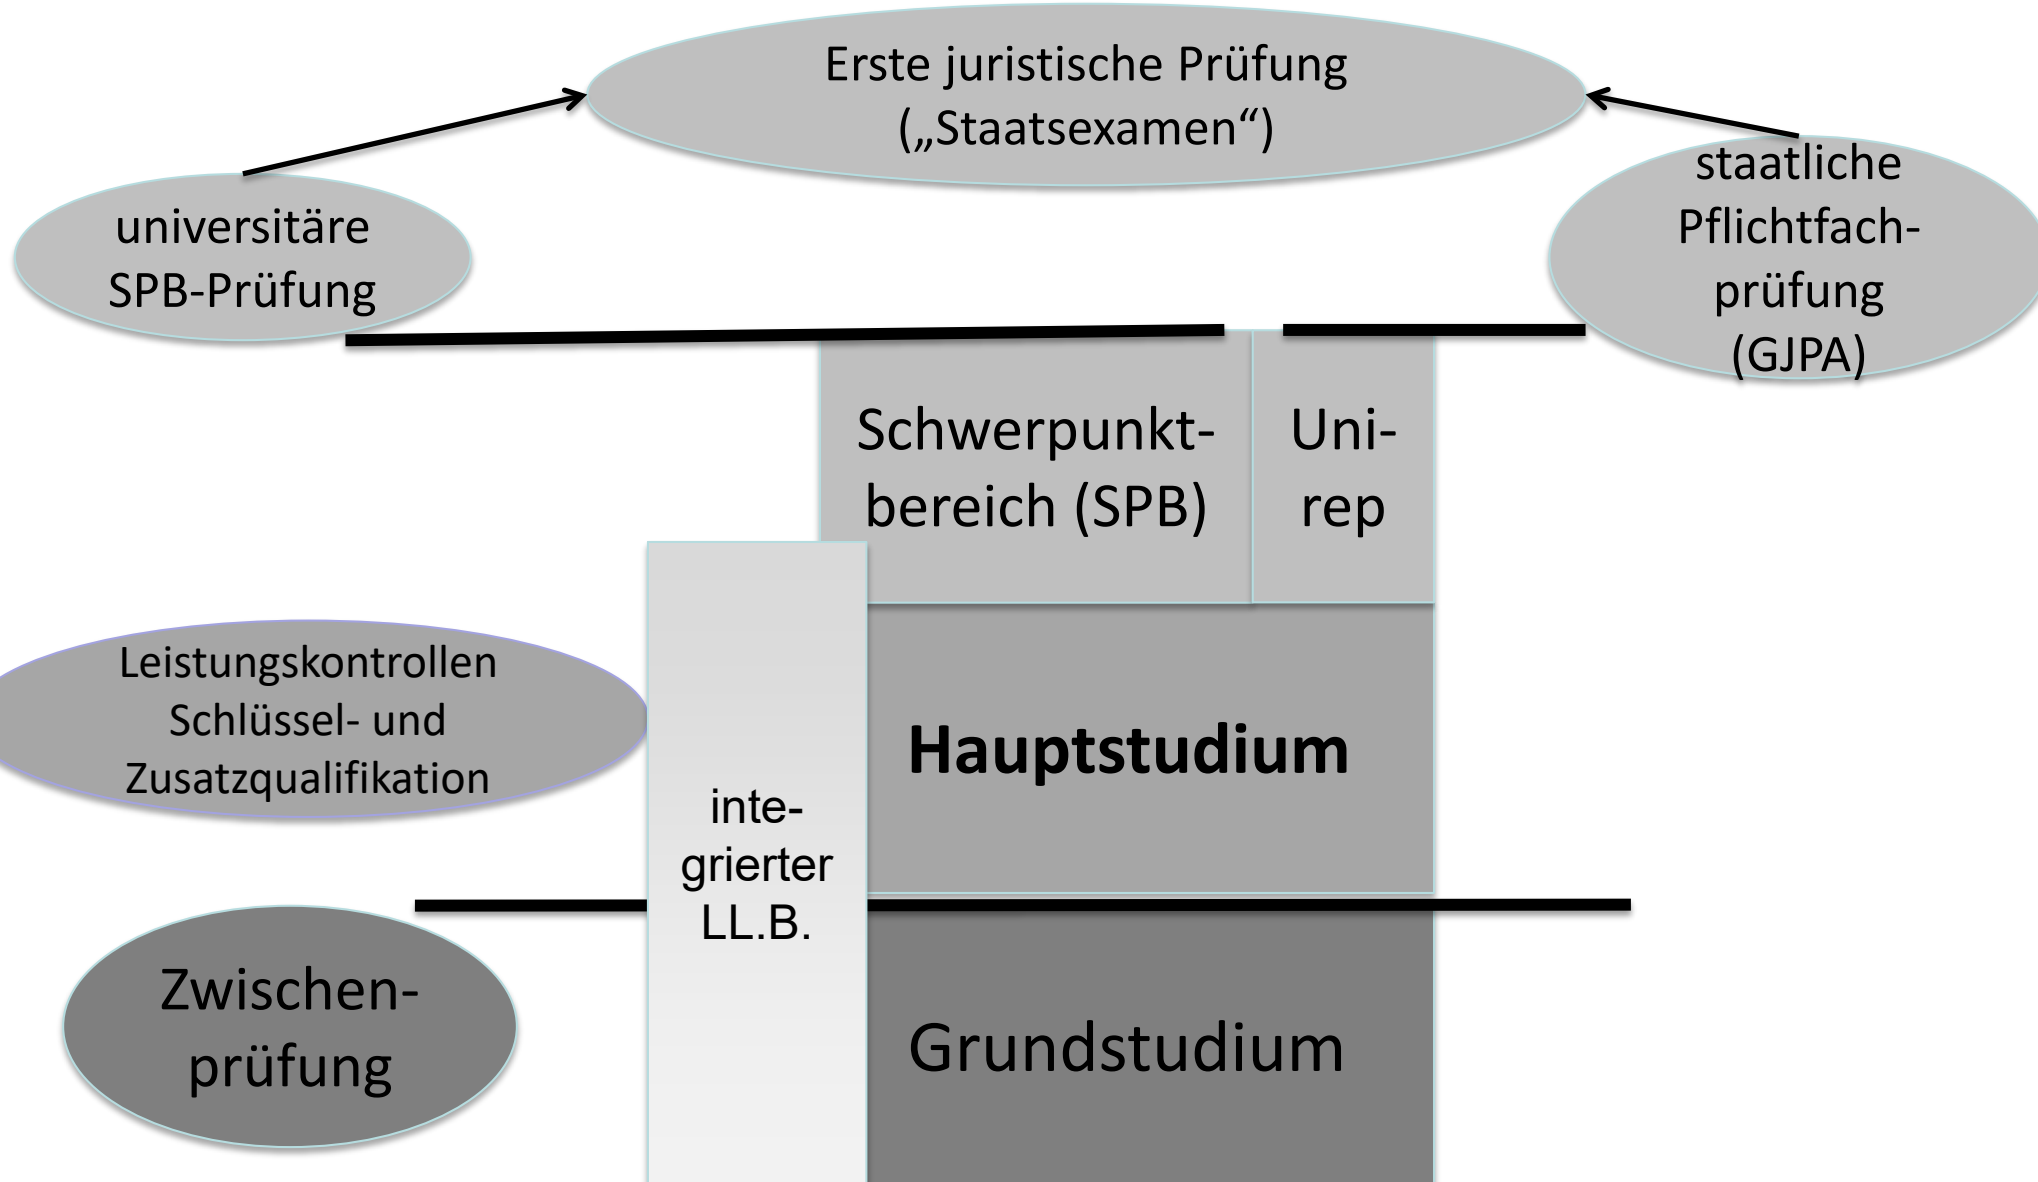 Erste juristische Prüfung
(„Staatsexamen“)
universitäre
SPB-Prüfung
staatliche
Pflichtfach-
prüfung
(GJPA)
Schwerpunkt-
bereich (SPB)
Uni-
rep
Leistungskontrollen
Schlüssel- und
Zusatzqualifikation
Hauptstudium
inte-
grierter
LL.B.
Zwischen-
prüfung
Grundstudium